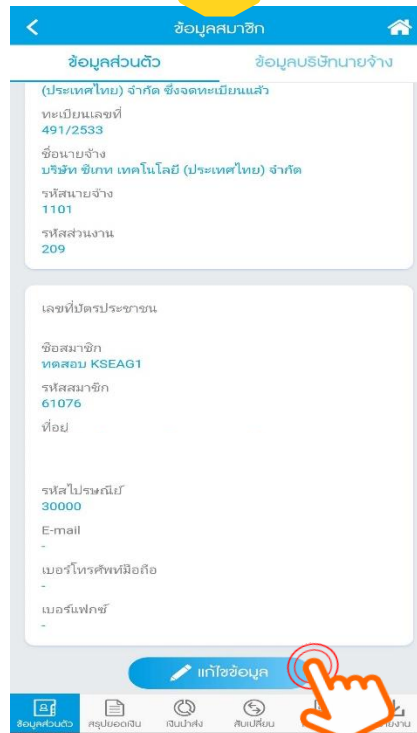 ข้อมูลสมาชิก
ข้อมูลส่วนตัว
ข้อมูลบริษัทนายจ้าง
(ประเทศไทย) จำกัด ซึ่งจดทะเบียนแล้ว
ทะเบียนเลขที่
491/2533
ชื่อนายจ้าง
บริษัท ซิเกท เทคโนโลยี (ประเทศไทย) จำกัด
รหัสนายจ้าง
1101
รหัสส่วนงาน
209
เลขที่บัตรประชาชน
ชื่อสมาชิก
ทดสอบ KSEAG1
รหัสสมาชิก
61076
ที่อยู่
รหัสไปรษณีย์
30000
E-mail
-
เบอร์โทรศัพท์มือถือ
-
เบอร์แฟกซ์
-
แก้ไขข้อมูล
ข้อมูลส่วนตัว
สรุปยอดเงิน
เงินนำส่ง
สับเปลี่ยน